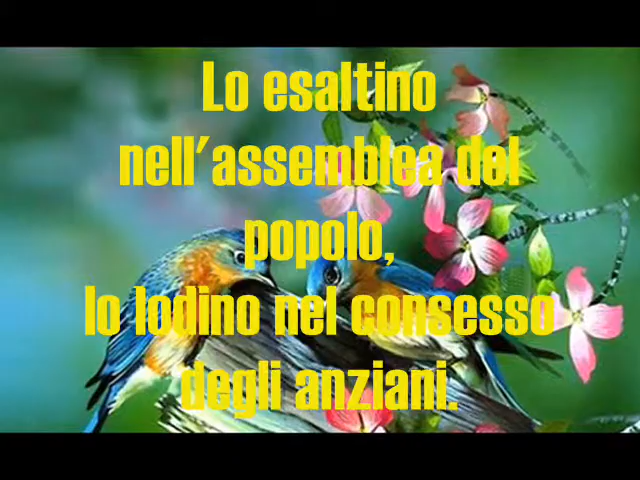 Lo esaltino
nell'assemblea del
popolo,
lo lodino nel consesso
degli anziani.